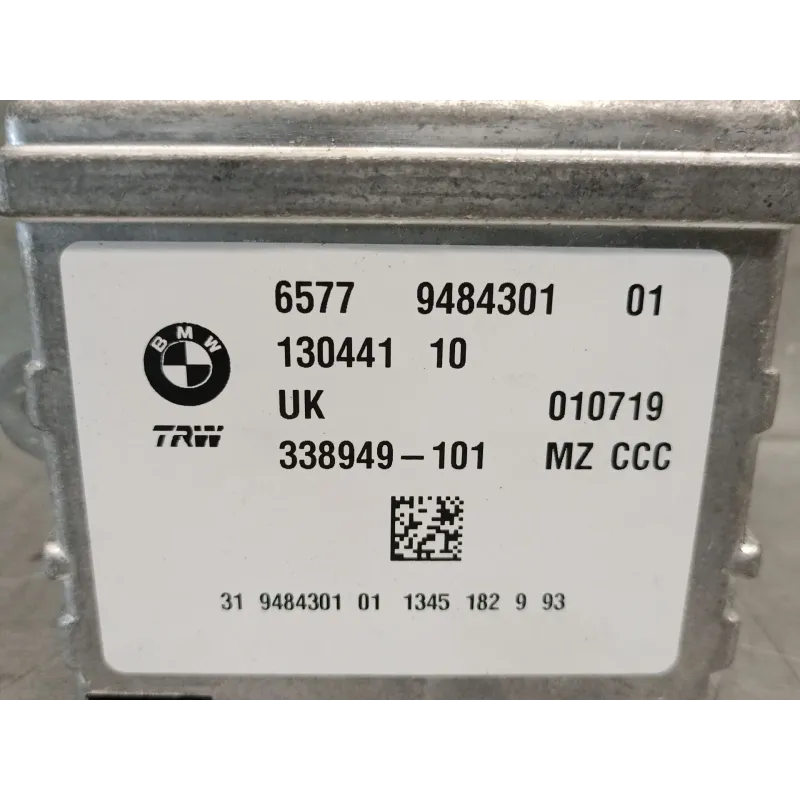 6577 9484301 01
BMW 130441 10
UK 010719
TRW 338949-101 MZ CCC
31 9484301 01 1345 182 9 93